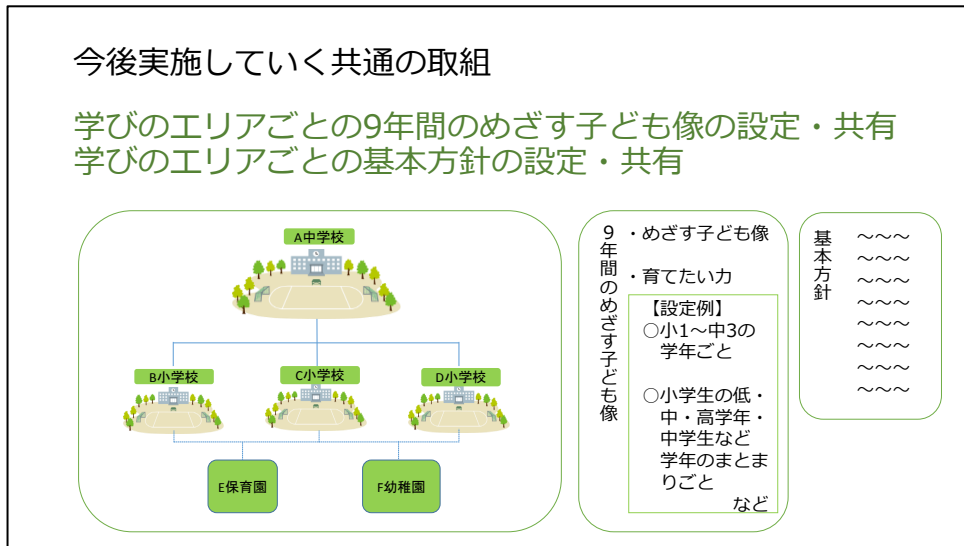 今後実施していく共通の取組
学びのエリアごとの9年間のめざす子ども像の設定・共有
学びのエリアごとの基本方針の設定・共有
A中学校
B小学校
C小学校
D小学校
E保育園
F幼稚園
9年間のめざす子ども像
・めざす子ども像
・育てたい力
【設定例】
○小1～中3の
学年ごと
○小学生の低・
中・高学年・
中学生など
学年のまとま
りごと
など
基本方針
～～～
～～～
～～～
～～～
～～～
～～～
～～～
～～～